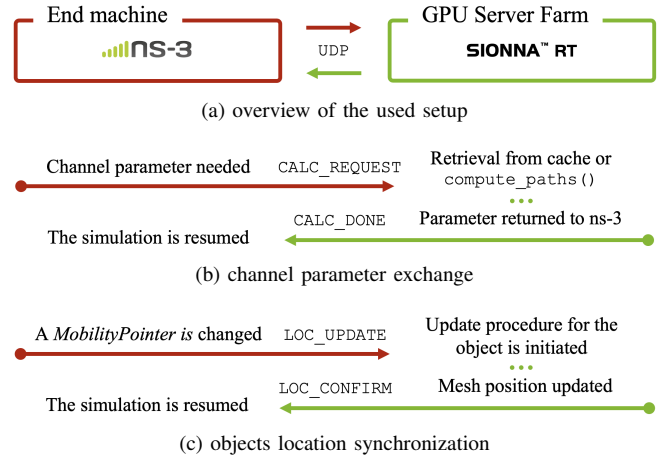 End machine
GPU Server Farm
ns-3
UDP
SIONNA™ RT
(a) overview of the used setup
Channel parameter needed
CALC_REQUEST
Retrieval from cache or
compute_paths()
CALC_DONE
Parameter returned to ns-3
The simulation is resumed
(b) channel parameter exchange
A MobilityPointer is changed
LOC_UPDATE
Update procedure for the
object is initiated
LOC_CONFIRM
Mesh position updated
The simulation is resumed
(c) objects location synchronization